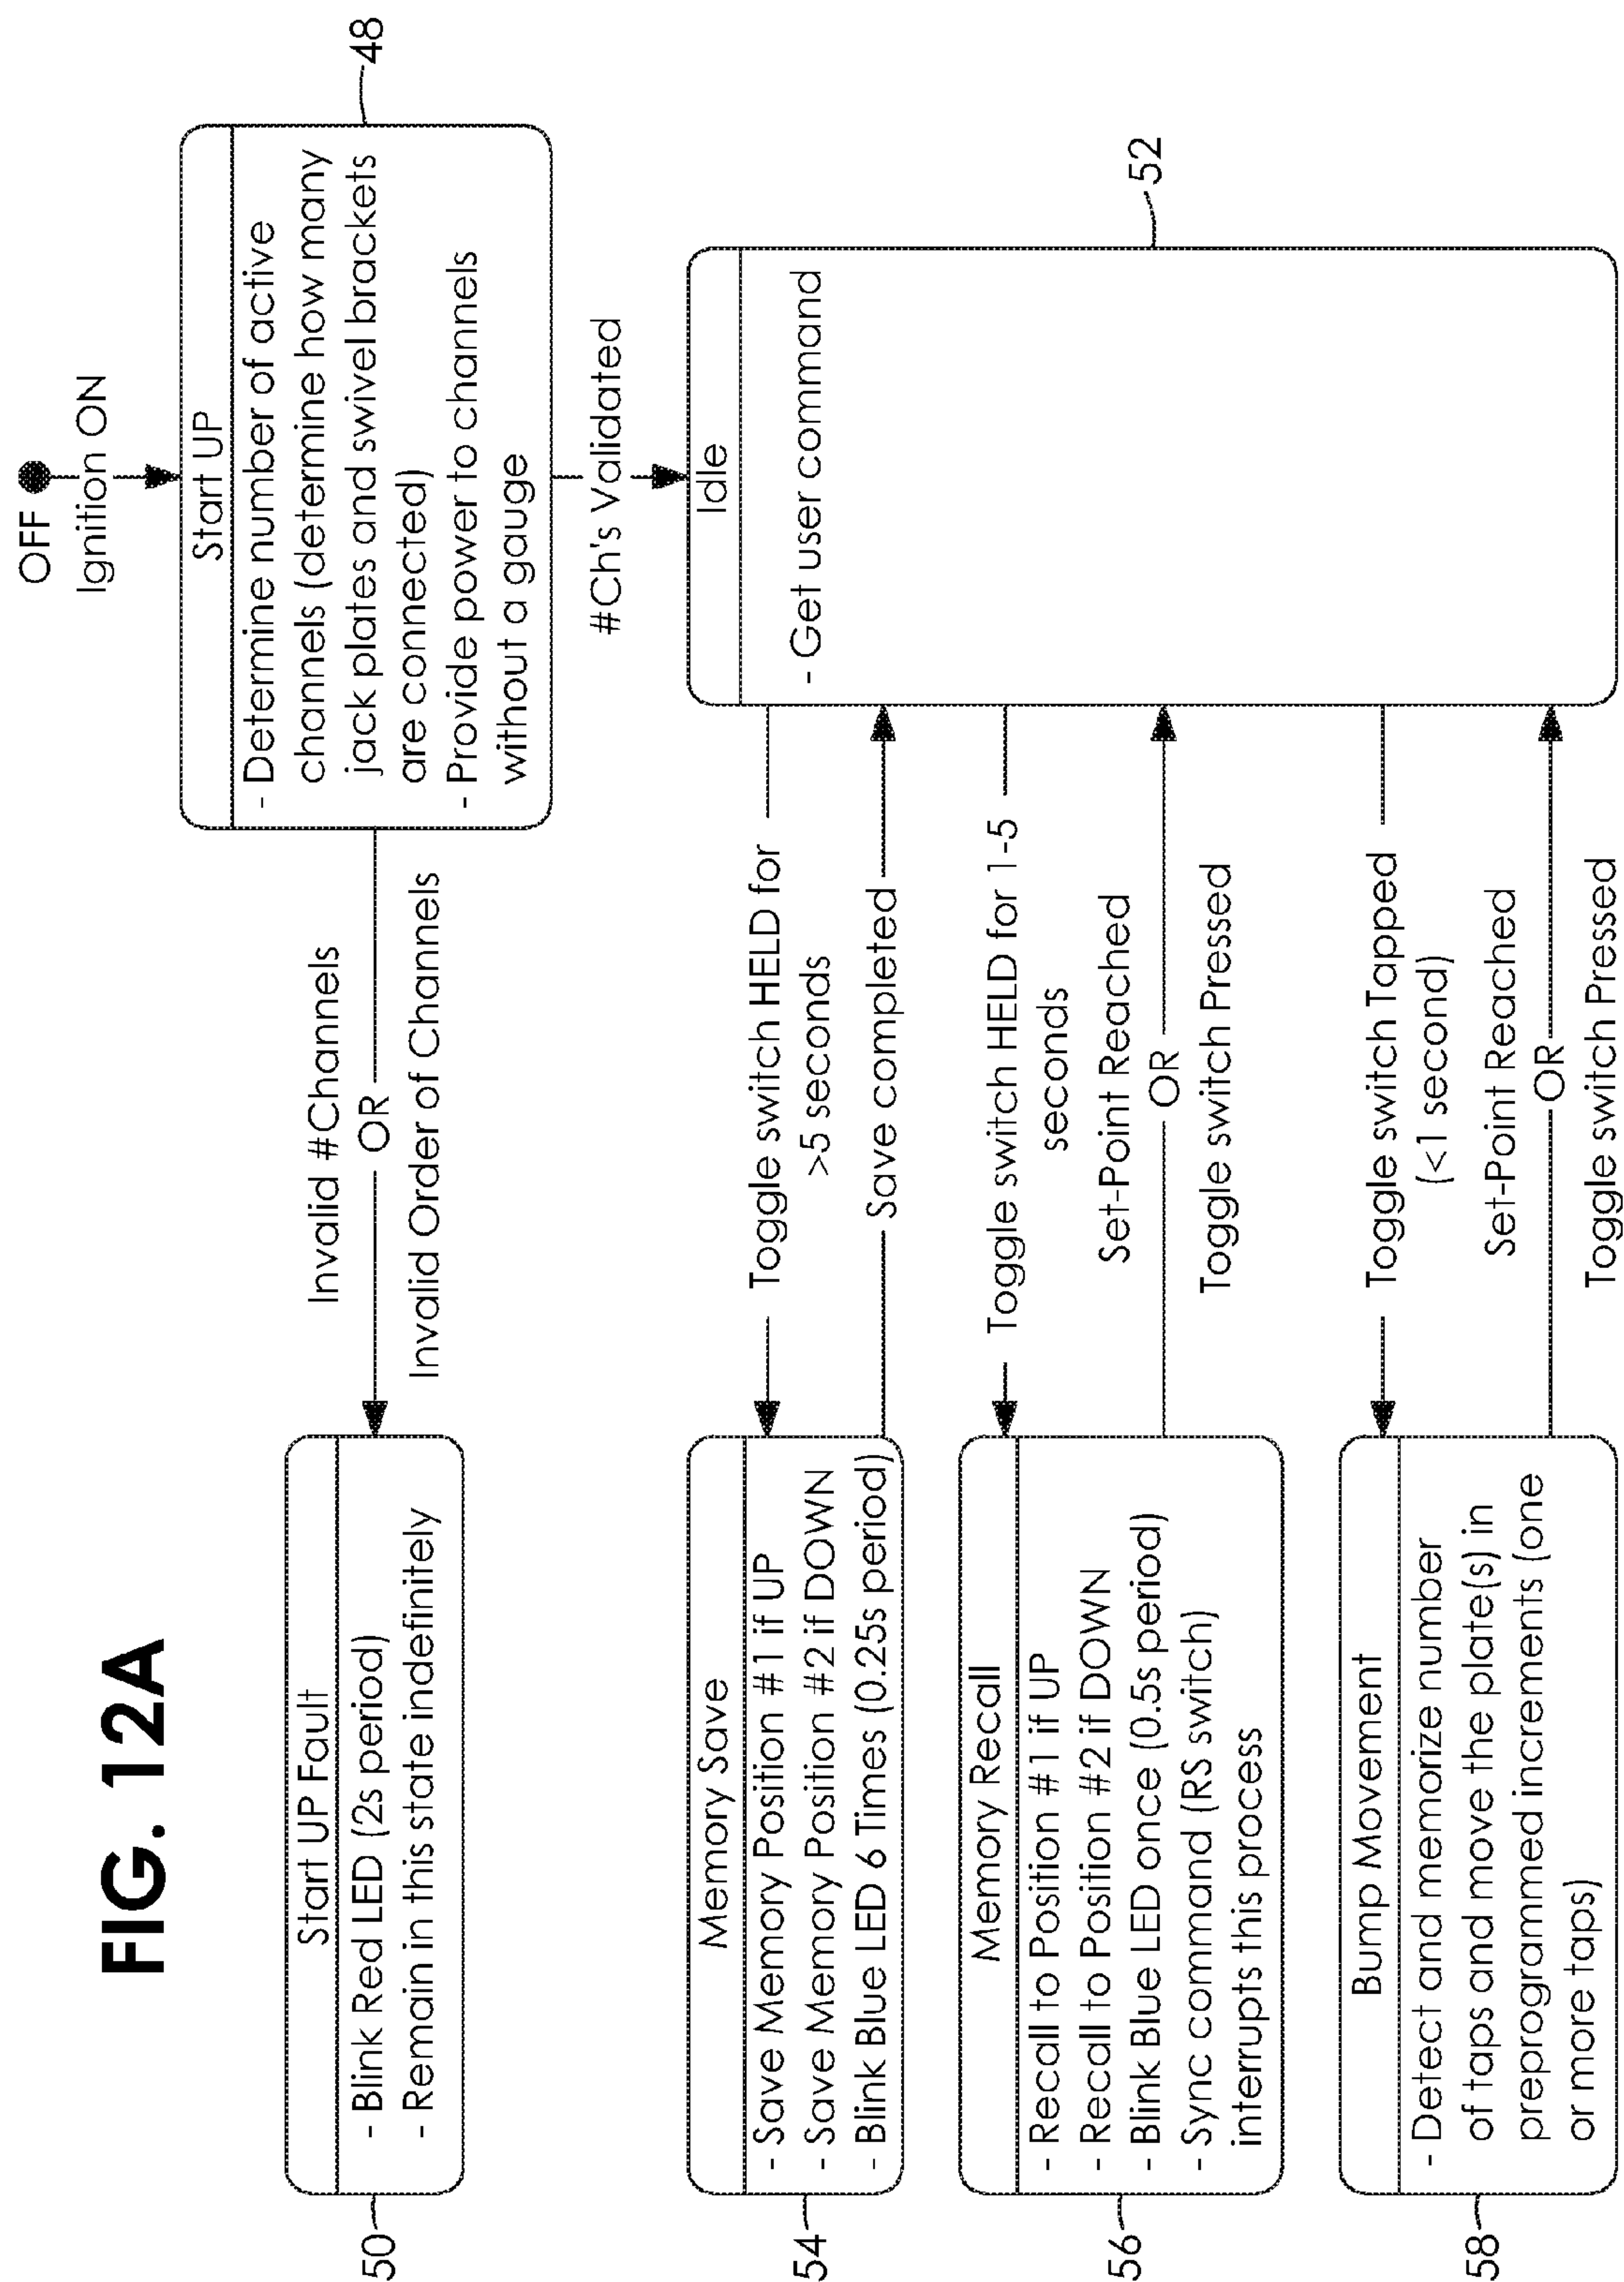 FIG. 12A
OFF
Ignition ON
Start UP
- Determine number of active
channels (determine how many
jack plates and swivel brackets
are connected)
- Provide power to channels
without a gauge
48
Invalid #Channels
OR
Invalid Order of Channels
Start UP Fault
- Blink Red LED (2s period)
- Remain in this state indefinitely
50
#Ch's Validated
Idle
- Get user command
52
Toggle switch HELD for
>5 seconds
Save completed
Memory Save
- Save Memory Position #1 if UP
- Save Memory Position #2 if DOWN
- Blink Blue LED 6 Times (0.25s period)
54
Toggle switch HELD for 1-5
seconds
Set-Point Reached
OR
Toggle switch Pressed
Memory Recall
- Recall to Position #1 if UP
- Recall to Position #2 if DOWN
- Blink Blue LED once (0.5s period)
- Sync command (RS switch)
interrupts this process
56
Toggle switch Tapped
(<1 second)
Set-Point Reached
OR
Toggle switch Pressed
Bump Movement
- Detect and memorize number
of taps and move the plate(s) in
preprogrammed increments (one
or more taps)
58